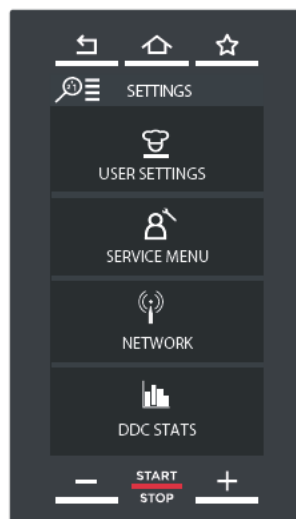 SETTINGS
USER SETTINGS
SERVICE MENU
NETWORK
DDC STATS
START
STOP